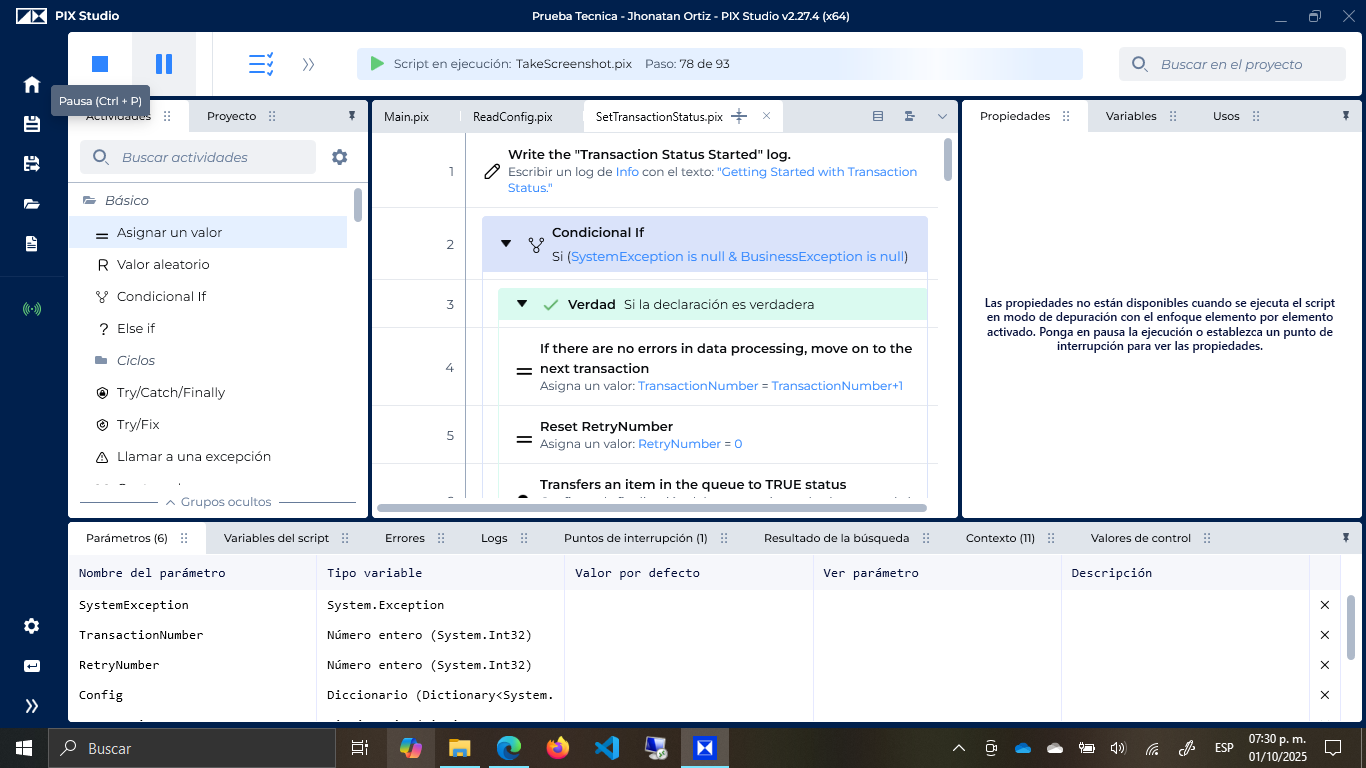 PIX Studio
Prueba Tecnica - Jhonatan Ortiz - PIX Studio v2.27.4 (x64)
Script en ejecución: TakeScreenshot.pix Paso: 78 de 93
Buscar en el proyecto
Pausa (Ctrl + P)
Actividades
Proyecto
Buscar actividades
Básico
Asignar un valor
Valor aleatorio
Condicional If
Else if
Ciclos
Try/Catch/Finally
Try/Fix
Llamar a una excepción
Grupos ocultos
Main.pix
ReadConfig.pix
SetTransactionStatus.pix
1
Write the "Transaction Status Started" log.
Escribir un log de Info con el texto: "Getting Started with Transaction
Status."
2
Condicional If
Si (SystemException is null & BusinessException is null)
3
Verdad Si la declaración es verdadera
4
If there are no errors in data processing, move on to the
next transaction
Asigna un valor: TransactionNumber = TransactionNumber+1
5
Reset RetryNumber
Asigna un valor: RetryNumber = 0
Transfers an item in the queue to TRUE status
Propiedades
Variables
Usos
Las propiedades no están disponibles cuando se ejecuta el script
en modo de depuración con el enfoque elemento por elemento
activado. Ponga en pausa la ejecución o establezca un punto de
interrupción para ver las propiedades.
Parámetros (6)
Variables del script
Errores
Logs
Puntos de interrupción (1)
Resultado de la búsqueda
Contexto (11)
Valores de control
Nombre del parámetro Tipo variable Valor por defecto Ver parámetro Descripción
SystemException System.Exception
TransactionNumber Número entero (System.Int32)
RetryNumber Número entero (System.Int32)
Config Diccionario (Dictionary<System.
Buscar
ESP
07:30 p. m.
01/10/2025